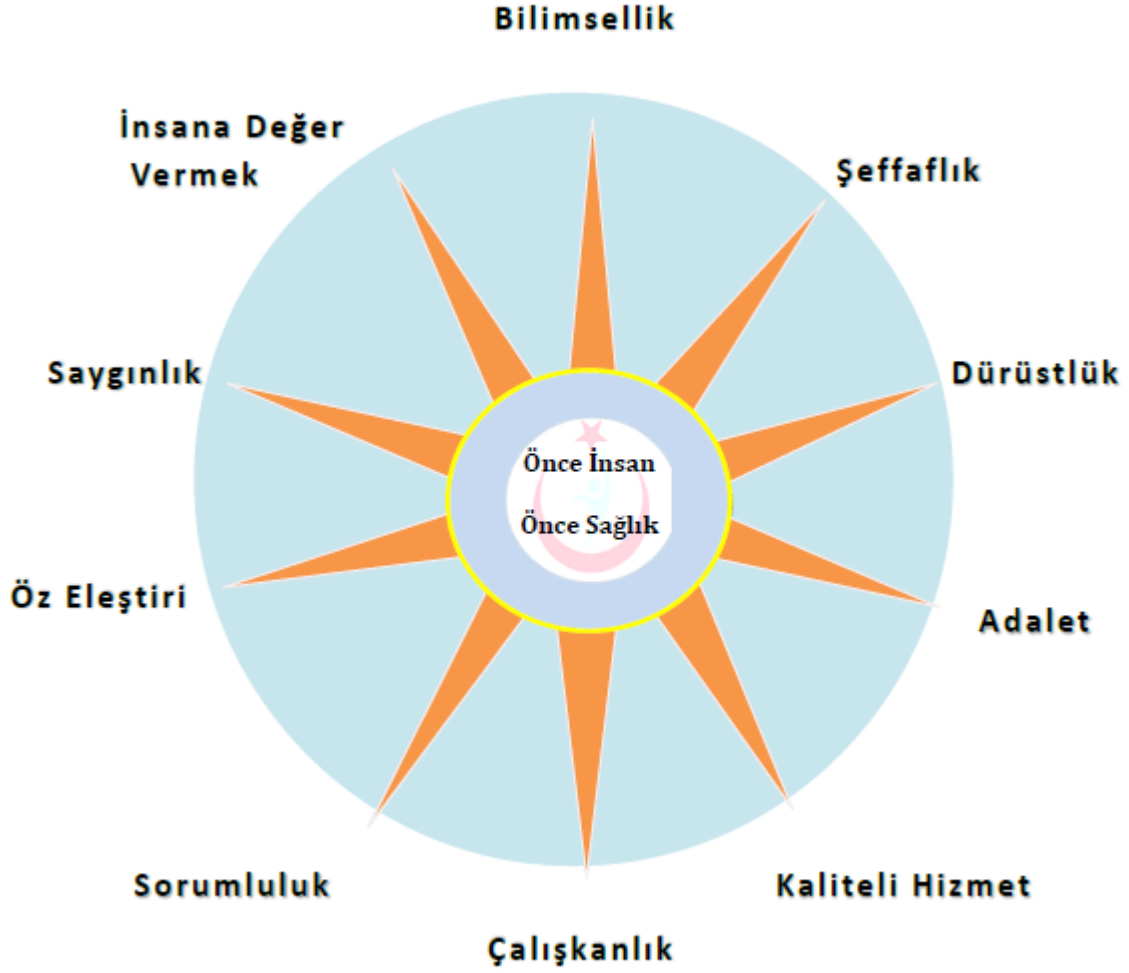 Bilimsellik
İnsana Değer
Vermek
Şeffaflık
Saygınlık
Dürüstlük
Önce İnsan
Önce Sağlık
Öz Eleştiri
Adalet
Sorumluluk
Kaliteli Hizmet
Çalışkanlık